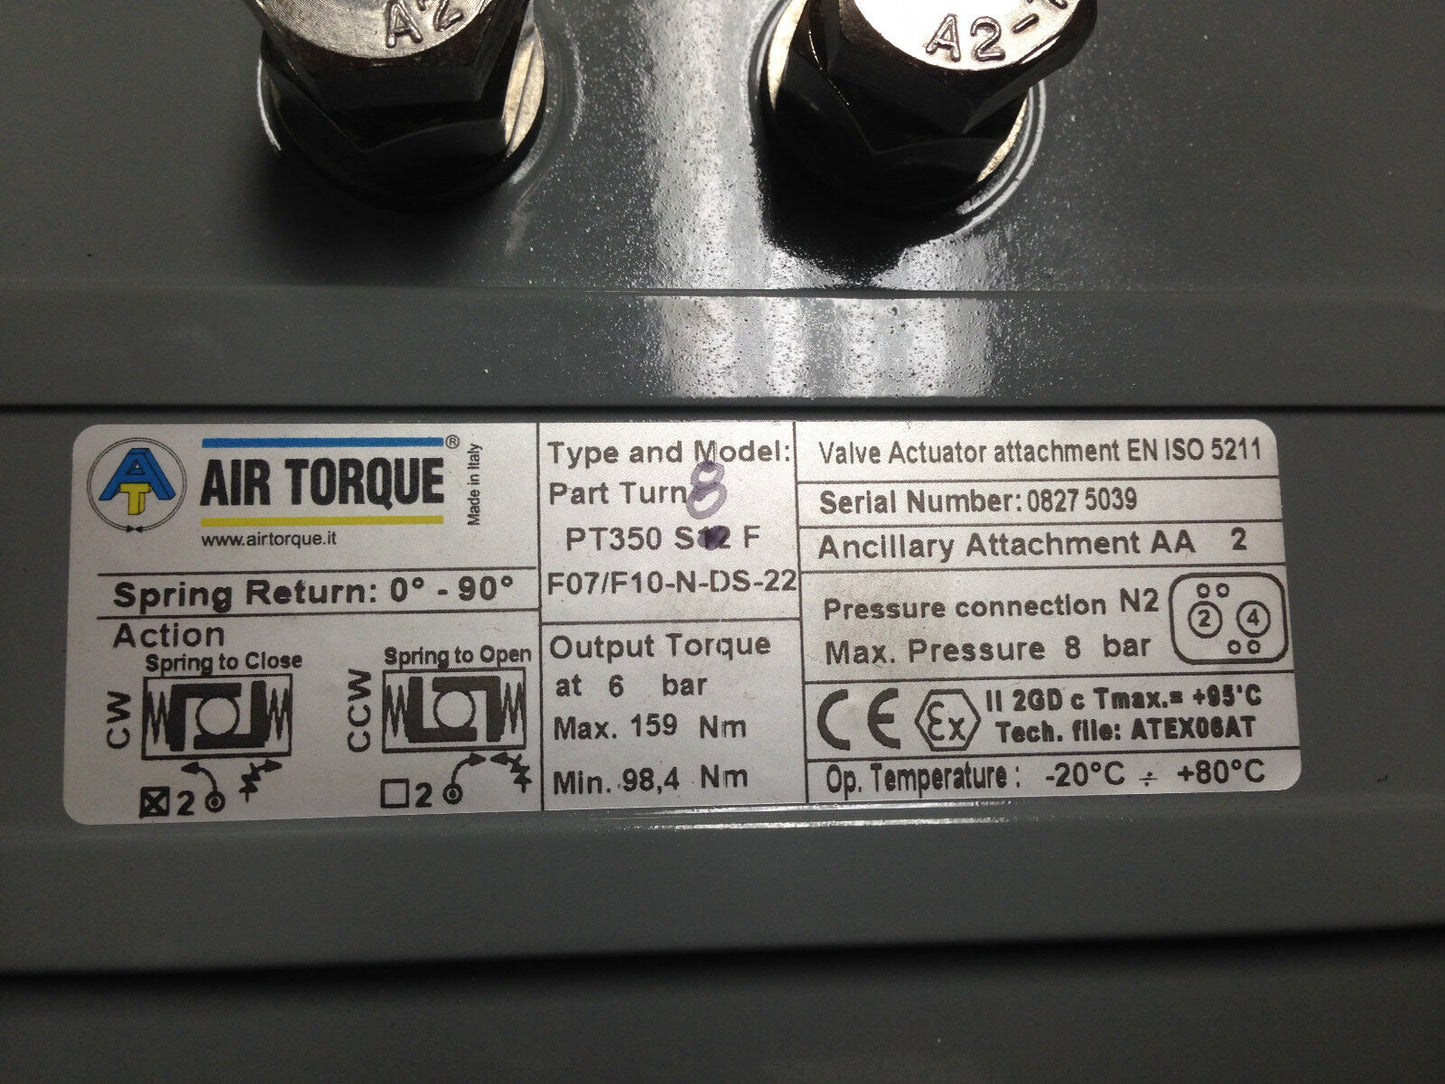 A2
A2-7
AIR TORQUE ®
Made in Italy
www.airtorque.it
Spring Return: 0° - 90°
Action
Spring to Close
CW
2
Spring to Open
CCW
2
Type and Model:
Part Turn
8
PT350 S12 F
F07/F10-N-DS-22
Output Torque
at 6 bar
Max. 159 Nm
Min. 98,4 Nm
Valve Actuator attachment EN ISO 5211
Serial Number: 0827 5039
Ancillary Attachment AA 2
Pressure connection N2
Max. Pressure 8 bar
2 4
CE Ex II 2GD c Tmax.= +95'C
Tech. file: ATEX06AT
Op. Temperature : -20°C ÷ +80°C